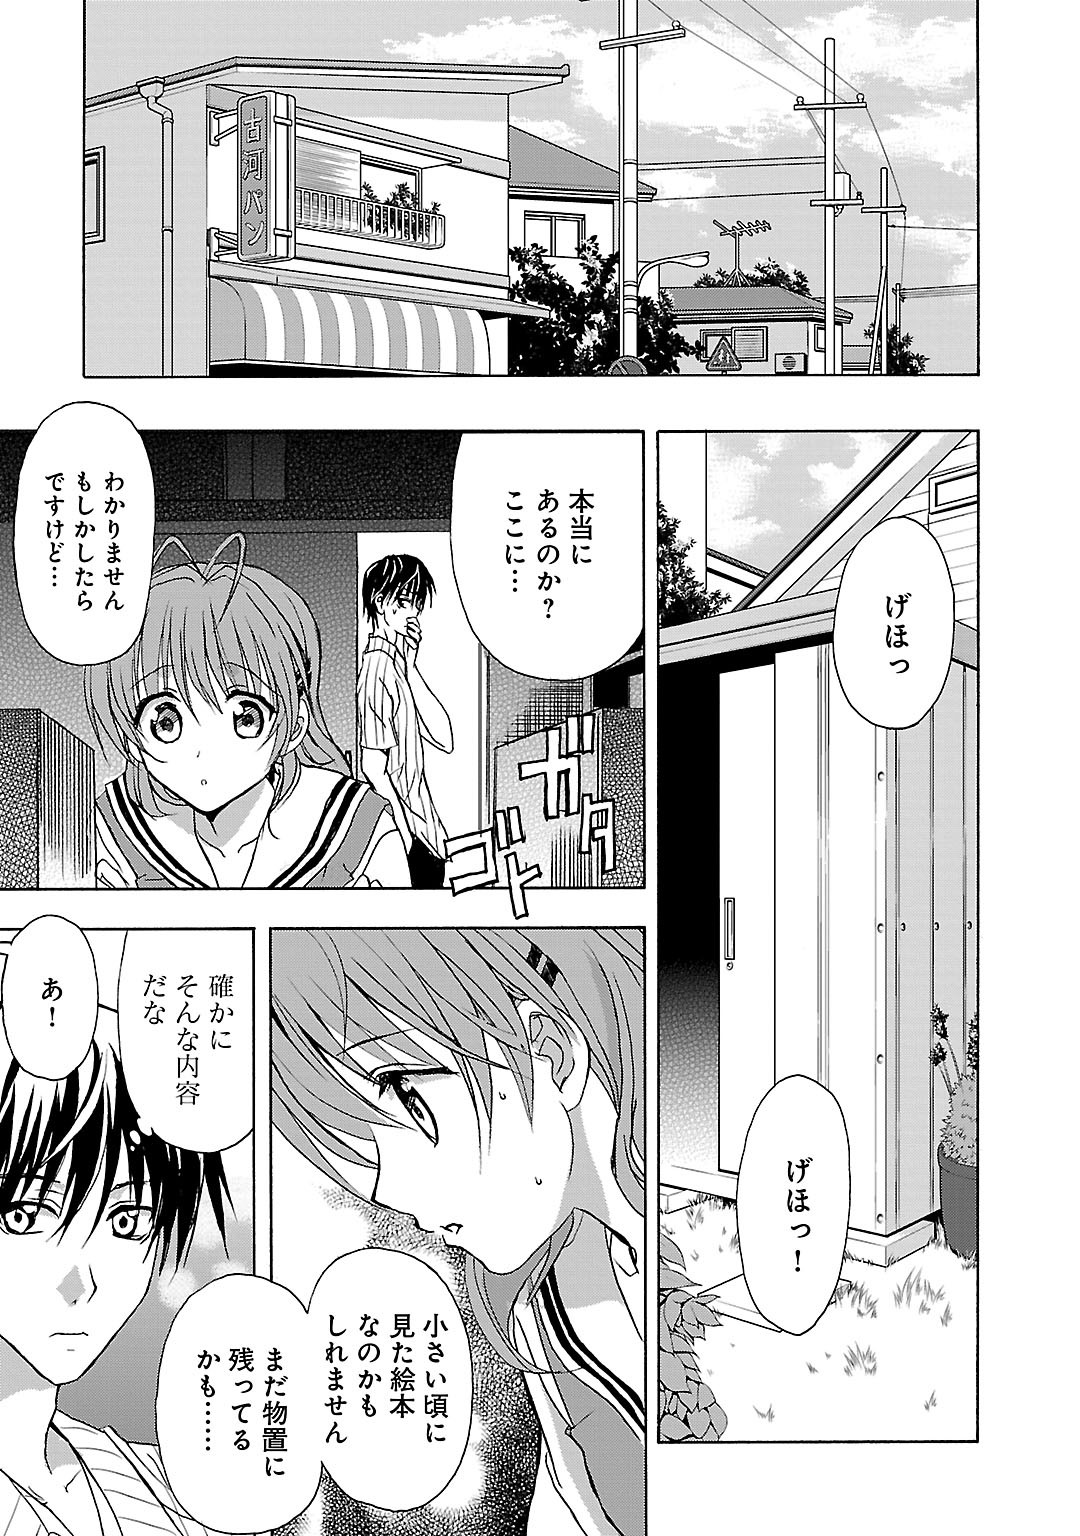 古河パン
げほっ
げほっ！
本当に
あるのか？
ここに…
ガタ
ゴト
わかりません
もしかしたら
ですけど…
小さい頃に
見た絵本
なのかも
しれません
まだ物置に
残ってる
かも……
確かに
そんな内容
だな
あ！